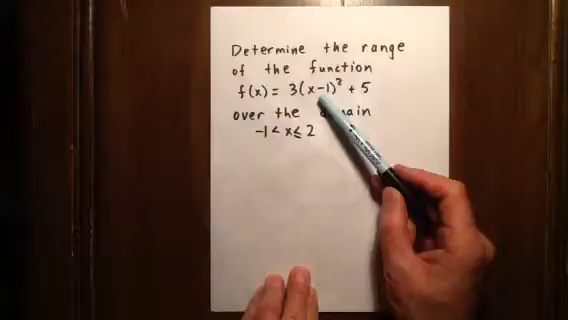 Determine the range
of the function
f(x) = 3(x-1)² + 5
over the
-1 < x ≤ 2